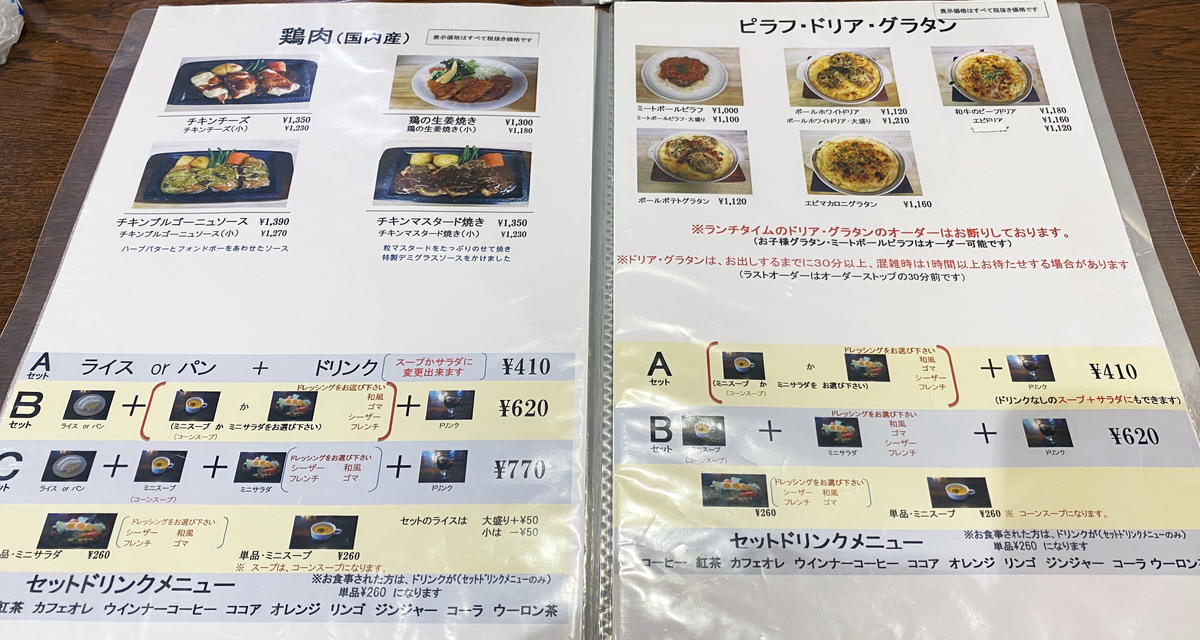 鶏肉(国内産)
表示価格はすべて税抜き価格です
チキンチーズ ¥1,350
チキンチーズ(小) ¥1,230
鶏の生姜焼き ¥1,300
鶏の生姜焼き(小) ¥1,180
チキンブルゴーニュソース ¥1,390
チキンブルゴーニュソース(小) ¥1,270
ハーブバターとフォンドボーをあわせたソース
チキンマスタード焼き ¥1,350
チキンマスタード焼き(小) ¥1,230
粒マスタードをたっぷりのせて焼き
特製デミグラスソースをかけました
A セット ライス or パン + ドリンク スープかサラダに変更出来ます ¥410
B セット ライス or パン + (ミニスープ か ミニサラダをお選び下さい) (コーンスープ) ドレッシングをお選び下さい 和風 ゴマ シーザー フレンチ + ドリンク ¥620
C ット ライス or パン + ミニスープ (コーンスープ) + ミニサラダ ドレッシングをお選び下さい シーザー 和風 フレンチ ゴマ + ドリンク ¥770
品・ミニサラダ ¥260 ドレッシングをお選び下さい シーザー 和風 フレンチ ゴマ
単品・ミニスープ ¥260
※ スープは、コーンスープになります。
セットのライスは 大盛り+¥50
小は -¥50
セットドリンクメニュー
※お食事された方は、ドリンクが(セットドリンクメニューのみ)
単品¥260 になります
紅茶 カフェオレ ウインナーコーヒー ココア オレンジ リンゴ ジンジャー コーラ ウーロン茶
表示価格はすべて税抜き価格です
ピラフ・ドリア・グラタン
ミートボールピラフ ¥1,000
ミートボールピラフ・大盛り ¥1,100
ボールホワイトドリア ¥1,120
ボールホワイトドリア・大盛り ¥1,210
和牛のビーフドリア ¥1,180
エビドリア ¥1,160
¥1,120
ボールポテトグラタン ¥1,120
エビマカロニグラタン ¥1,160
※ランチタイムのドリア・グラタンのオーダーはお断りしております。
(お子様グラタン・ミートボールピラフはオーダー可能です)
※ドリア・グラタンは、お出しするまでに30分以上、混雑時は1時間以上お待たせする場合があります
(ラストオーダーはオーダーストップの30分前です)
A セット (ミニスープ か ミニサラダを お選び下さい) (コーンスープ) か ドレッシングをお選び下さい 和風 ゴマ シーザー フレンチ + ドリンク ¥410
(ドリンクなしのスープ+サラダにもできます)
B セット + ミニサラダ ドレッシングをお選び下さい 和風 ゴマ シーザー フレンチ + ドリンク ¥620
¥260 ドレッシングをお選び下さい シーザー 和風 フレンチ ゴマ
単品・ミニスープ ¥260 ※ コーンスープになります。
セットドリンクメニュー
※お食事された方は、ドリンクが(セットドリンクメニューのみ)
単品¥260 になります
コーヒー 紅茶 カフェオレ ウインナーコーヒー ココア オレンジ リンゴ ジンジャー コーラ ウーロン